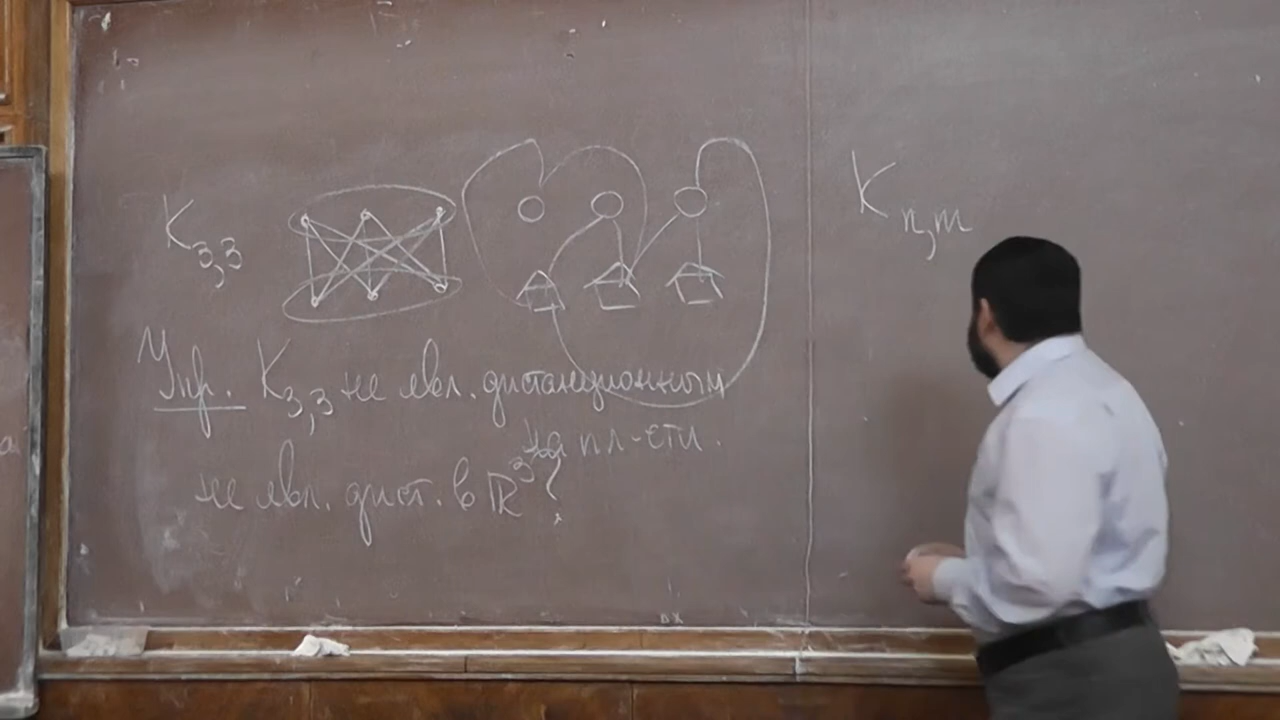 K₃,₃
Упр. K₃,₃ не явл. дистанционным
на пл-сти.
не явл. дист. в ℝ³?
Kₙ,ₘ